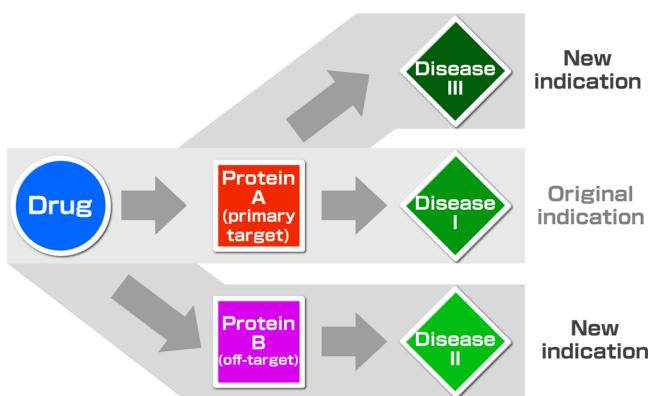 Disease
III
New
indication
Drug
Protein
A
(primary
target)
Disease
I
Original
indication
Protein
B
(off-target)
Disease
II
New
indication